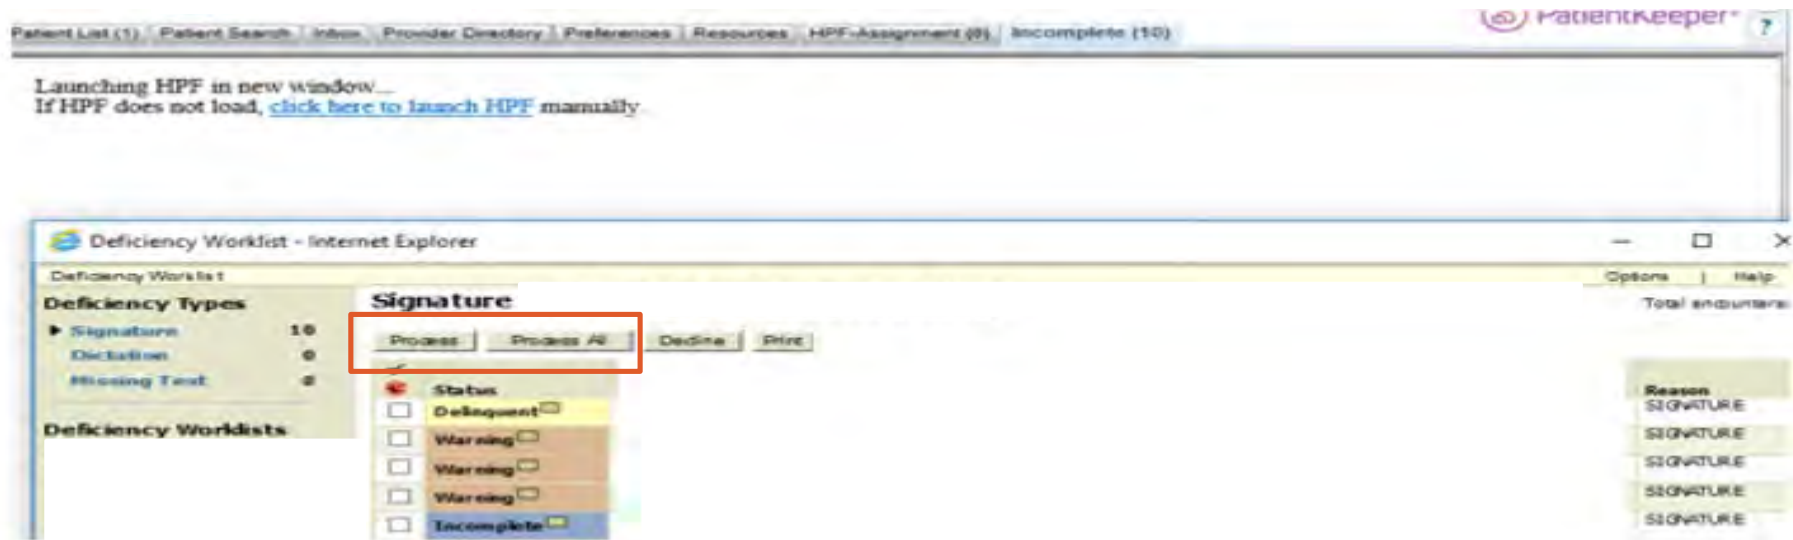 PatientKeeper ?
Patient List (1) Patient Search Inbox Provider Directory Preferences Resources HPF-Assignment (0) Incomplete (10)
Launching HPF in new window...
If HPF does not load, click here to launch HPF manually
Deficiency Worklist - Internet Explorer
Deficiency Worklist Options | Help
Deficiency Types Signature Total encounters
Signature 10
Process Process All Decline Print
Dictation 0
Missing Text 0
Status Reason
Delinquent SIGNATURE
Deficiency Worklists
Warning SIGNATURE
Warning SIGNATURE
Warning SIGNATURE
Incomplete SIGNATURE